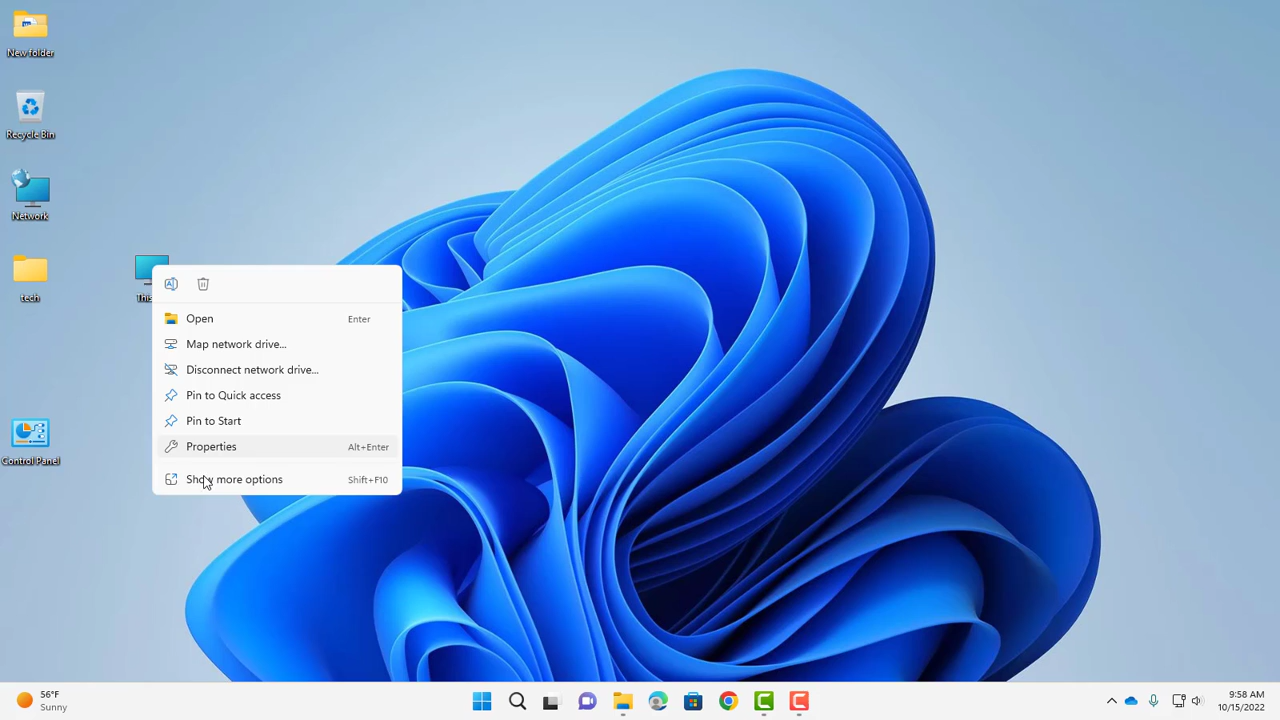 New folder
Recycle Bin
Network
tech
Control Panel
Open Enter
Map network drive...
Disconnect network drive...
Pin to Quick access
Pin to Start
Properties Alt+Enter
Show more options Shift+F10
56°F
Sunny
5:58 AM
10/15/2022